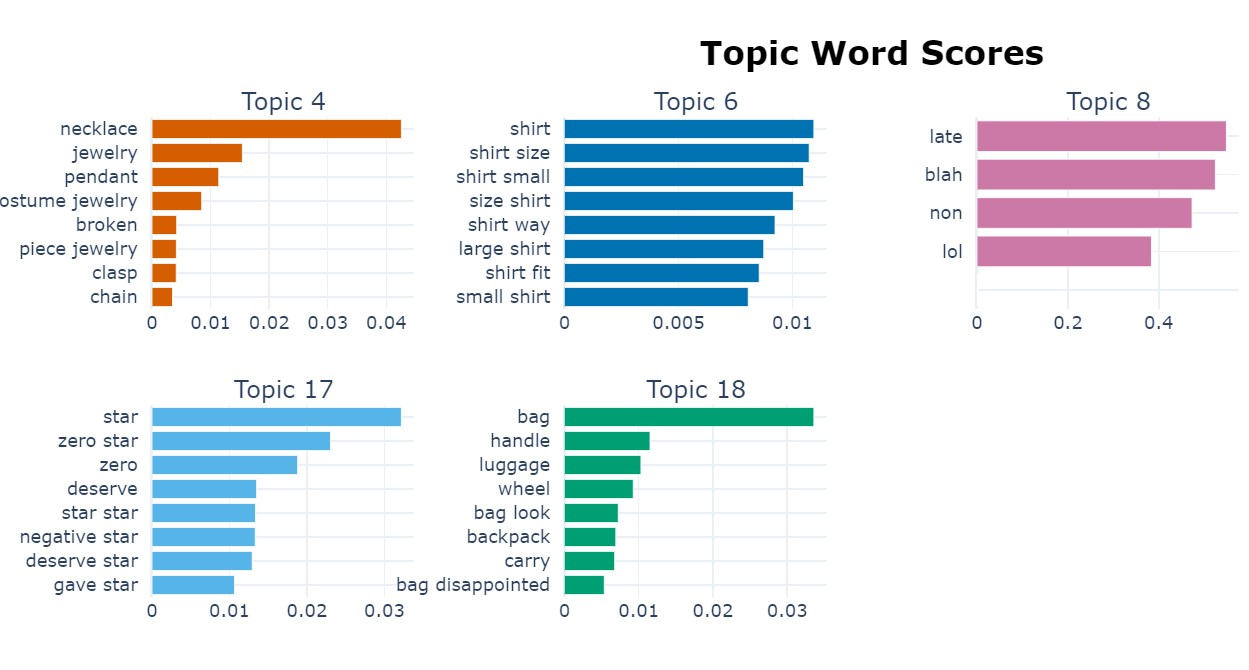 Topic Word Scores
Topic 4
necklace
jewelry
pendant
ostume jewelry
broken
piece jewelry
clasp
chain
0 0.01 0.02 0.03 0.04
Topic 6
shirt
shirt size
shirt small
size shirt
shirt way
large shirt
shirt fit
small shirt
0 0.005 0.01
Topic 8
late
blah
non
lol
0 0.2 0.4
Topic 17
star
zero star
zero
deserve
star star
negative star
deserve star
gave star
0 0.01 0.02 0.03
Topic 18
bag
handle
luggage
wheel
bag look
backpack
carry
bag disappointed
0 0.01 0.02 0.03